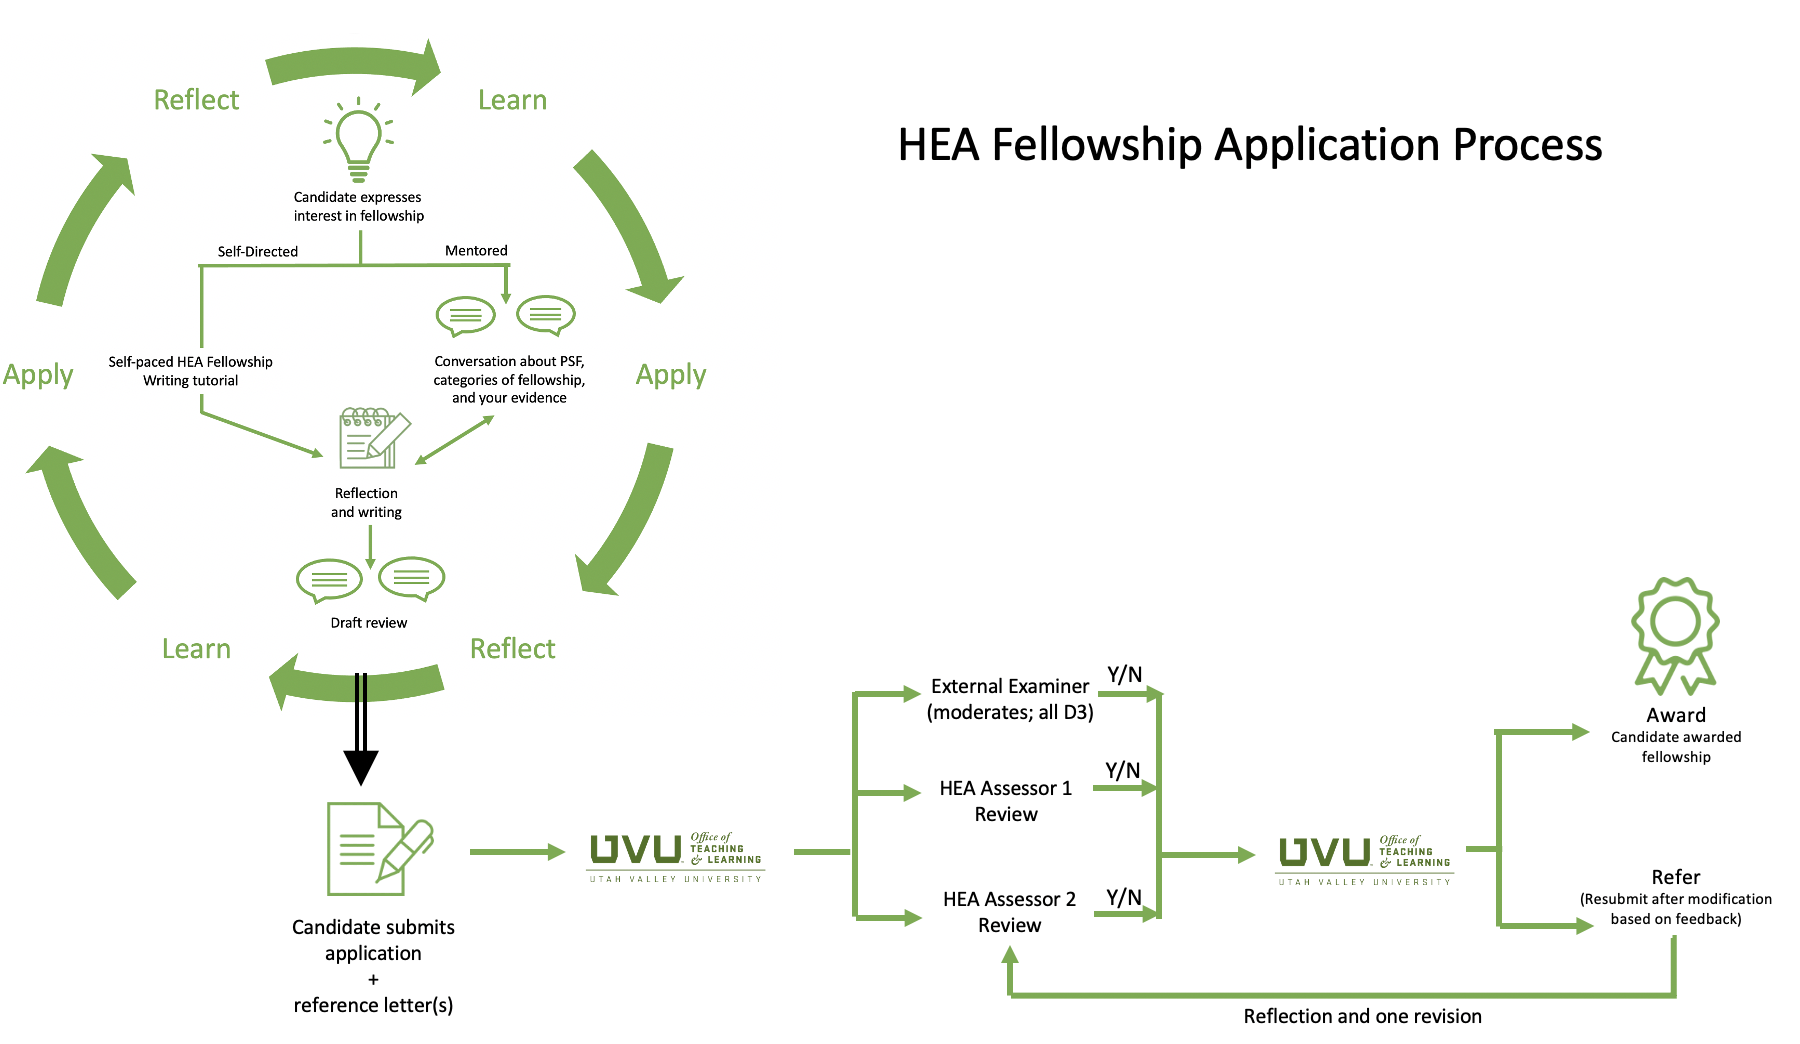 HEA Fellowship Application Process
Reflect
Learn
Candidate expresses
interest in fellowship
Self-Directed
Mentored
Apply
Self-paced HEA Fellowship
Writing tutorial
Conversation about PSF,
categories of fellowship,
and your evidence
Apply
Reflection
and writing
Draft review
Learn
Reflect
Candidate submits
application
+
reference letter(s)
UVU
Office of
TEACHING
& LEARNING
UTAH VALLEY UNIVERSITY
External Examiner
(moderates; all D3)
Y/N
HEA Assessor 1
Review
Y/N
HEA Assessor 2
Review
Y/N
UVU
Office of
TEACHING
& LEARNING
UTAH VALLEY UNIVERSITY
Award
Candidate awarded
fellowship
Refer
(Resubmit after modification
based on feedback)
Reflection and one revision